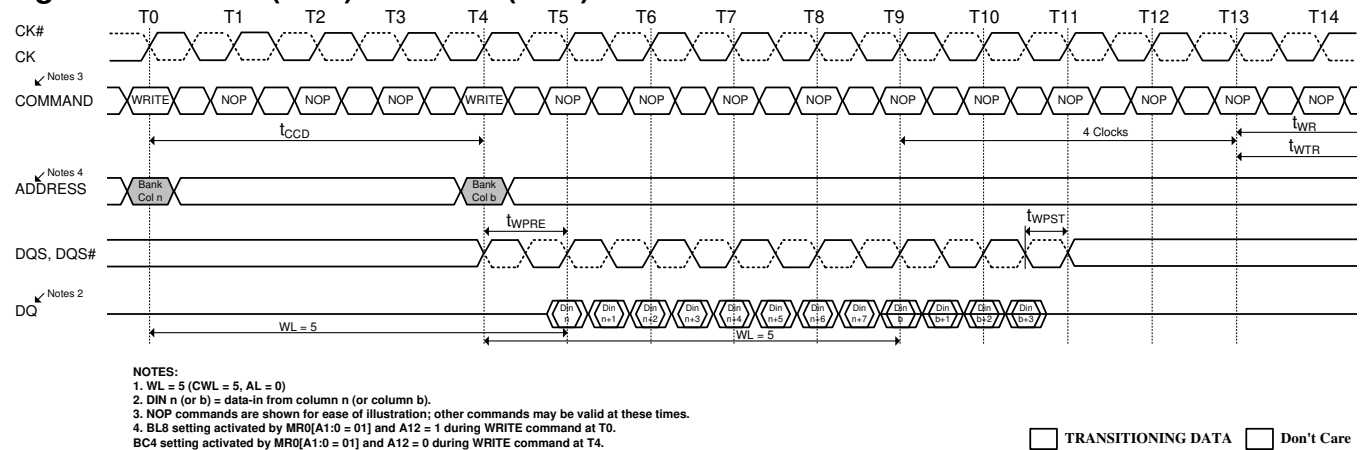 T0 T1 T2 T3 T4 T5 T6 T7 T8 T9 T10 T11 T12 T13 T14
CK#
CK
Notes 3
COMMAND WRITE NOP NOP NOP WRITE NOP NOP NOP NOP NOP NOP NOP NOP NOP NOP
tCCD 4 Clocks tWR
tWTR
Notes 4
ADDRESS
Bank Col n Bank Col b
tWPRE tWPST
DQS, DQS#
Notes 2
DQ
Din n Din n+1 Din n+2 Din n+3 Din n+4 Din n+5 Din n+6 Din n+7 Din b Din b+1 Din b+2 Din b+3
WL = 5 WL = 5
NOTES:
1. WL = 5 (CWL = 5, AL = 0)
2. DIN n (or b) = data-in from column n (or column b).
3. NOP commands are shown for ease of illustration; other commands may be valid at these times.
4. BL8 setting activated by MR0[A1:0 = 01] and A12 = 1 during WRITE command at T0.
BC4 setting activated by MR0[A1:0 = 01] and A12 = 0 during WRITE command at T4.
TRANSITIONING DATA Don't Care